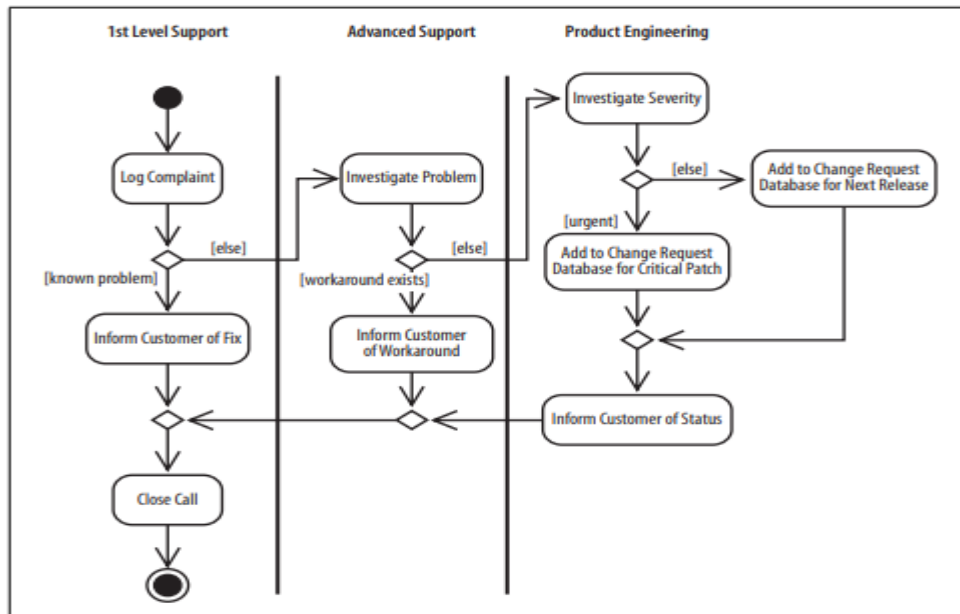 1st Level Support
Advanced Support
Product Engineering
Investigate Severity
Log Complaint
Investigate Problem
[else]
Add to Change Request
Database for Next Release
[urgent]
[else]
[else]
[known problem]
[workaround exists]
Add to Change Request
Database for Critical Patch
Inform Customer of Fix
Inform Customer
of Workaround
Inform Customer of Status
Close Call